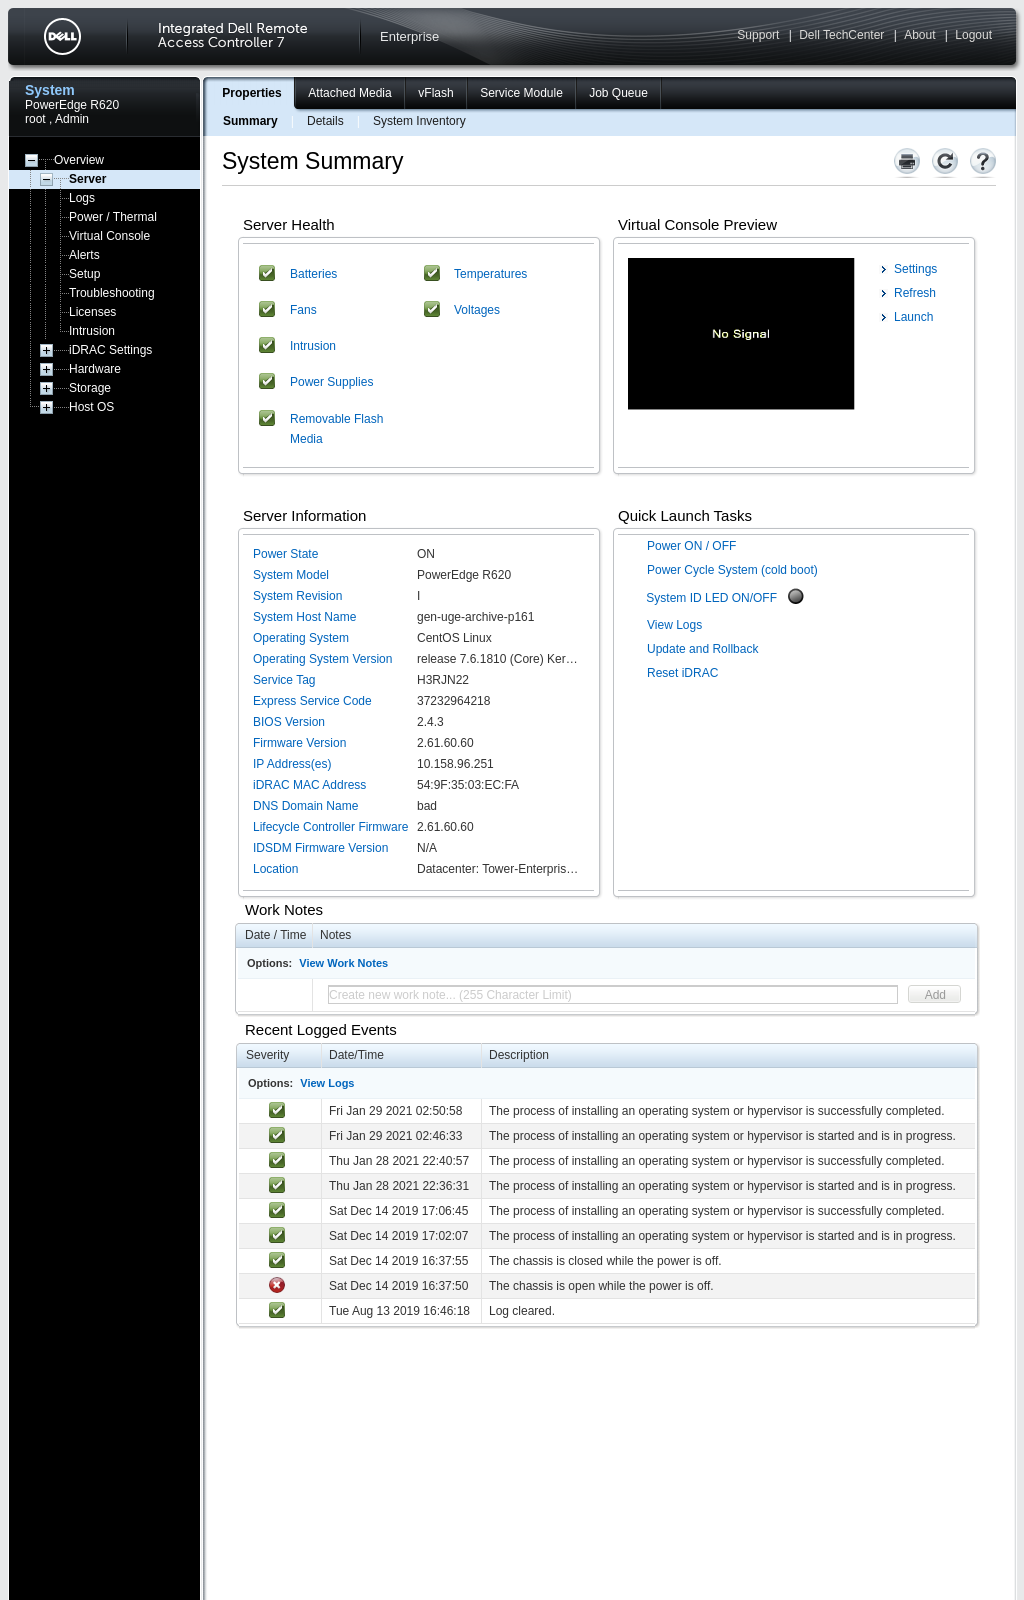 DELL
Integrated Dell Remote
Access Controller 7
Enterprise
Support | Dell TechCenter | About | Logout
System
PowerEdge R620
root , Admin
Properties Attached Media vFlash Service Module Job Queue
Summary | Details | System Inventory
Overview
Server
Logs
Power / Thermal
Virtual Console
Alerts
Setup
Troubleshooting
Licenses
Intrusion
iDRAC Settings
Hardware
Storage
Host OS
System Summary
Server Health
Batteries Temperatures
Fans Voltages
Intrusion
Power Supplies
Removable Flash
Media
Virtual Console Preview
No Signal
Settings
Refresh
Launch
Server Information
Power State ON
System Model PowerEdge R620
System Revision I
System Host Name gen-uge-archive-p161
Operating System CentOS Linux
Operating System Version release 7.6.1810 (Core) Ker…
Service Tag H3RJN22
Express Service Code 37232964218
BIOS Version 2.4.3
Firmware Version 2.61.60.60
IP Address(es) 10.158.96.251
iDRAC MAC Address 54:9F:35:03:EC:FA
DNS Domain Name bad
Lifecycle Controller Firmware 2.61.60.60
IDSDM Firmware Version N/A
Location Datacenter: Tower-Enterpris…
Quick Launch Tasks
Power ON / OFF
Power Cycle System (cold boot)
System ID LED ON/OFF
View Logs
Update and Rollback
Reset iDRAC
Work Notes
Date / Time Notes
Options: View Work Notes
Create new work note... (255 Character Limit) Add
Recent Logged Events
Severity Date/Time Description
Options: View Logs
Fri Jan 29 2021 02:50:58 The process of installing an operating system or hypervisor is successfully completed.
Fri Jan 29 2021 02:46:33 The process of installing an operating system or hypervisor is started and is in progress.
Thu Jan 28 2021 22:40:57 The process of installing an operating system or hypervisor is successfully completed.
Thu Jan 28 2021 22:36:31 The process of installing an operating system or hypervisor is started and is in progress.
Sat Dec 14 2019 17:06:45 The process of installing an operating system or hypervisor is successfully completed.
Sat Dec 14 2019 17:02:07 The process of installing an operating system or hypervisor is started and is in progress.
Sat Dec 14 2019 16:37:55 The chassis is closed while the power is off.
Sat Dec 14 2019 16:37:50 The chassis is open while the power is off.
Tue Aug 13 2019 16:46:18 Log cleared.